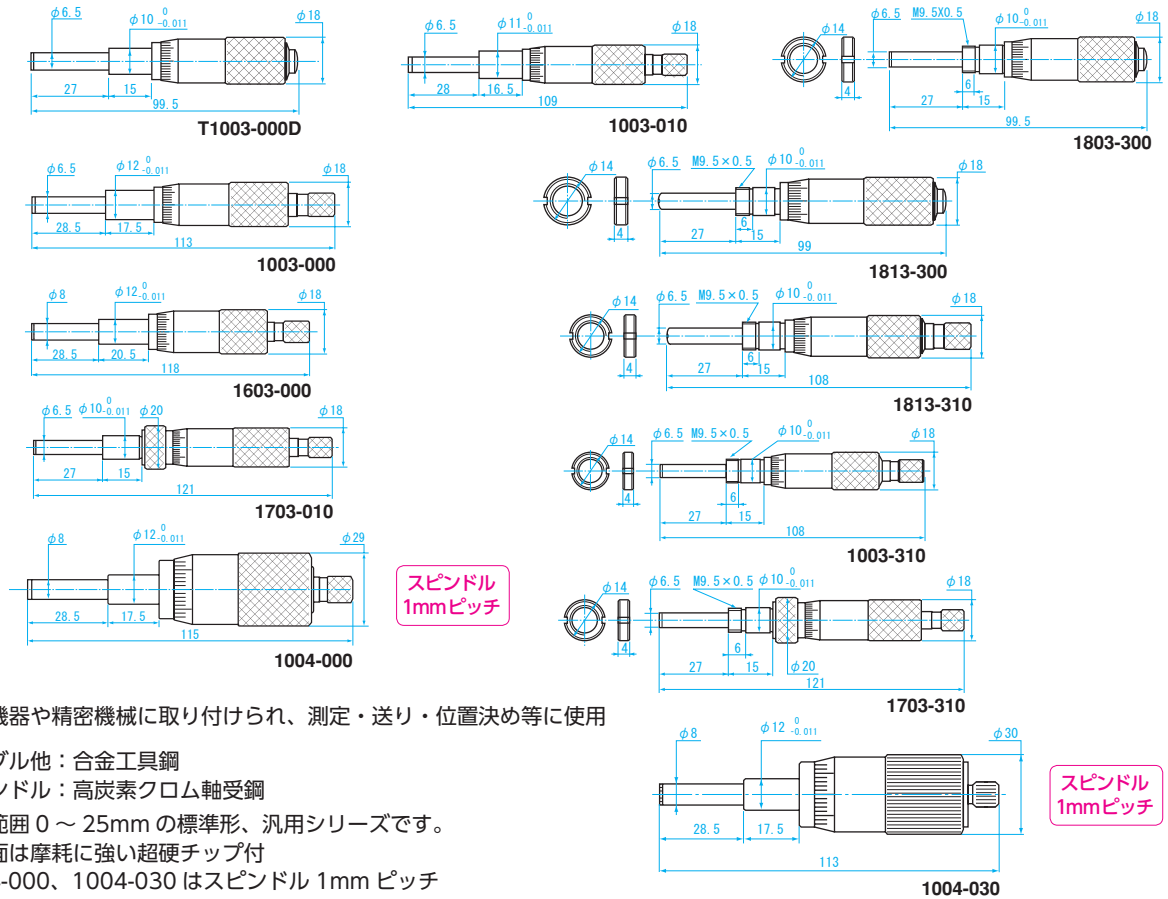 φ6.5 φ10 0 -0.011 φ18
27 15
99.5
T1003-000D
φ6.5 φ11 0 -0.011 φ18
28 16.5
109
1003-010
φ14 φ6.5 M9.5X0.5 φ10 0 -0.011 φ18
4 6
27 15
99.5
1803-300
φ6.5 φ12 0 -0.011 φ18
28.5 17.5
113
1003-000
φ14 φ6.5 M9.5×0.5 φ10 0 -0.011 φ18
4 6
27 15
99
1813-300
φ8 φ12 0 -0.011 φ18
28.5 20.5
118
1603-000
φ14 φ6.5 M9.5×0.5 φ10 0 -0.011 φ18
4 6
27 15
108
1813-310
φ6.5 φ10 0 -0.011 φ20 φ18
27 15
121
1703-010
φ14 φ6.5 M9.5×0.5 φ10 0 -0.011 φ18
4 6
27 15
108
1003-310
φ8 φ12 0 -0.011 φ29
28.5 17.5
115
1004-000
スピンドル
1mmピッチ
φ14 φ6.5 M9.5×0.5 φ10 0 -0.011 φ18
4 6
27 15 φ20
121
1703-310
機器や精密機械に取り付けられ、測定・送り・位置決め等に使用
ブル他：合金工具鋼
ンドル：高炭素クロム軸受鋼
範囲 0 ～ 25mm の標準形、汎用シリーズです。
面は摩耗に強い超硬チップ付
-000、1004-030 はスピンドル 1mm ピッチ
φ8 φ12 0 -0.011 φ30
28.5 17.5
113
1004-030
スピンドル
1mmピッチ